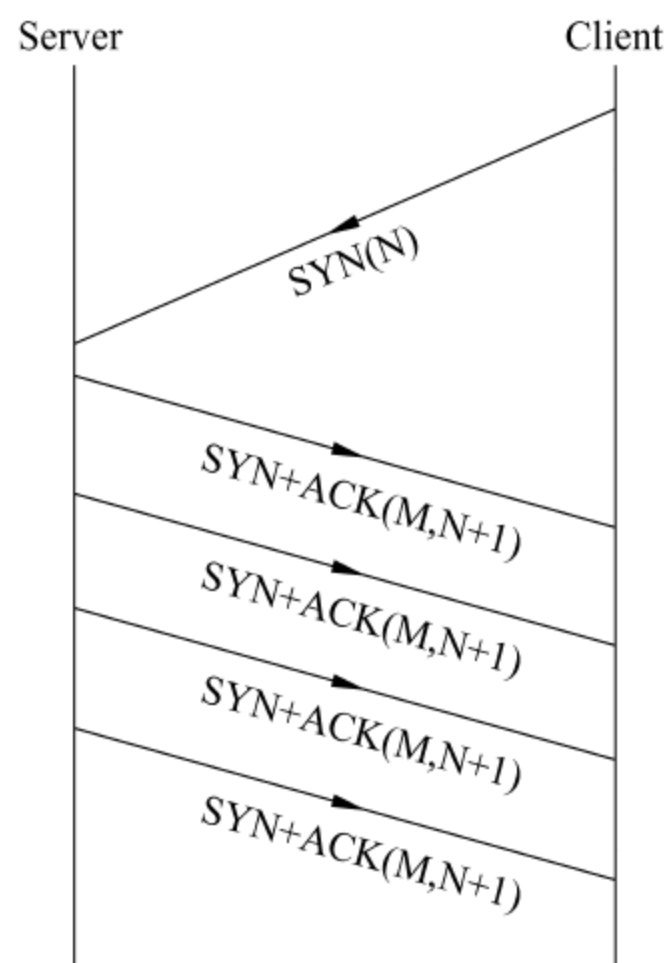 Server
Client
SYN(N)
SYN+ACK(M,N+1)
SYN+ACK(M,N+1)
SYN+ACK(M,N+1)
SYN+ACK(M,N+1)